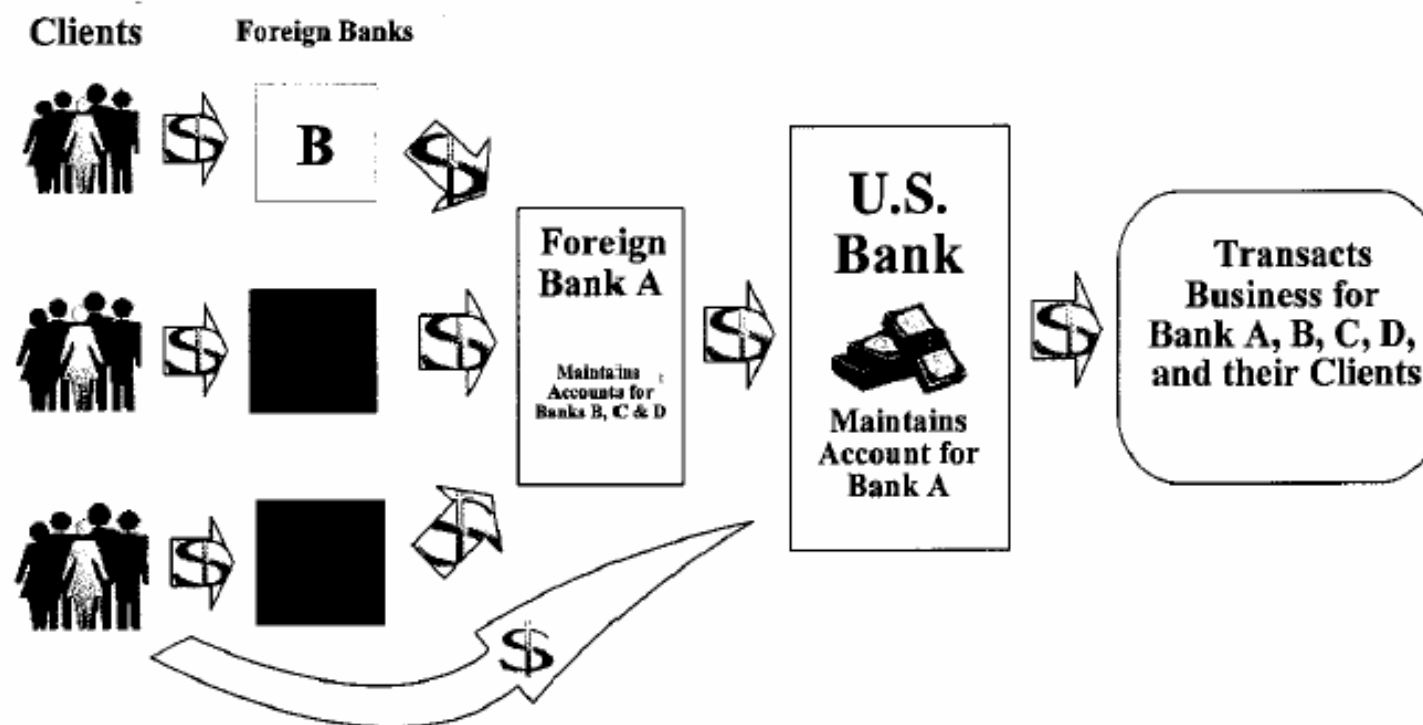 Clients
Foreign Banks
B
Foreign
Bank A
Maintains
Accounts for
Banks B, C & D
U.S.
Bank
Maintains
Account for
Bank A
Transacts
Business for
Bank A, B, C, D,
and their Clients
$
$
$
$
$
$
$
$
$